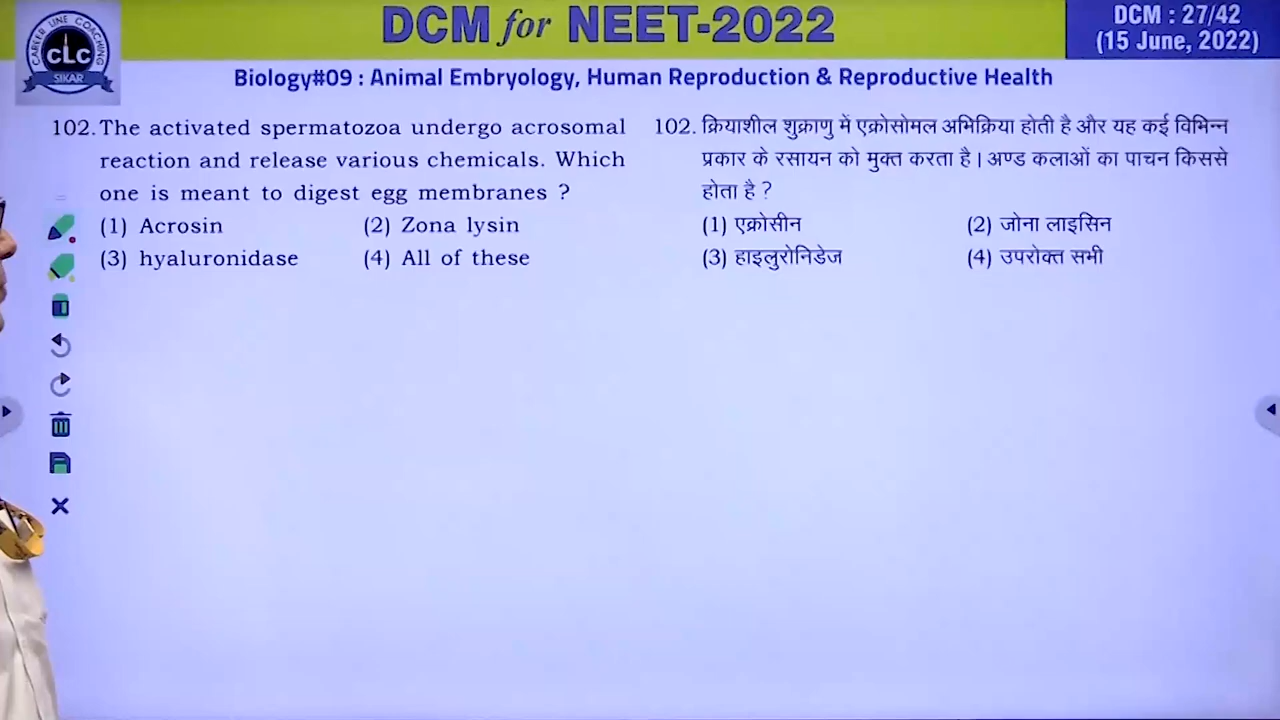 DCM for NEET-2022
DCM : 27/42
(15 June, 2022)
CAREER LINE COACHING
CLC
SIKAR
Biology#09 : Animal Embryology, Human Reproduction & Reproductive Health
102. The activated spermatozoa undergo acrosomal
reaction and release various chemicals. Which
one is meant to digest egg membranes ?
(1) Acrosin (2) Zona lysin
(3) hyaluronidase (4) All of these
102. क्रियाशील शुक्राणु में एक्रोसोमल अभिक्रिया होती है और यह कई विभिन्न
प्रकार के रसायन को मुक्त करता है। अण्ड कलाओं का पाचन किससे
होता है ?
(1) एक्रोसीन (2) जोना लाइसिन
(3) हाइलुरोनिडेज (4) उपरोक्त सभी